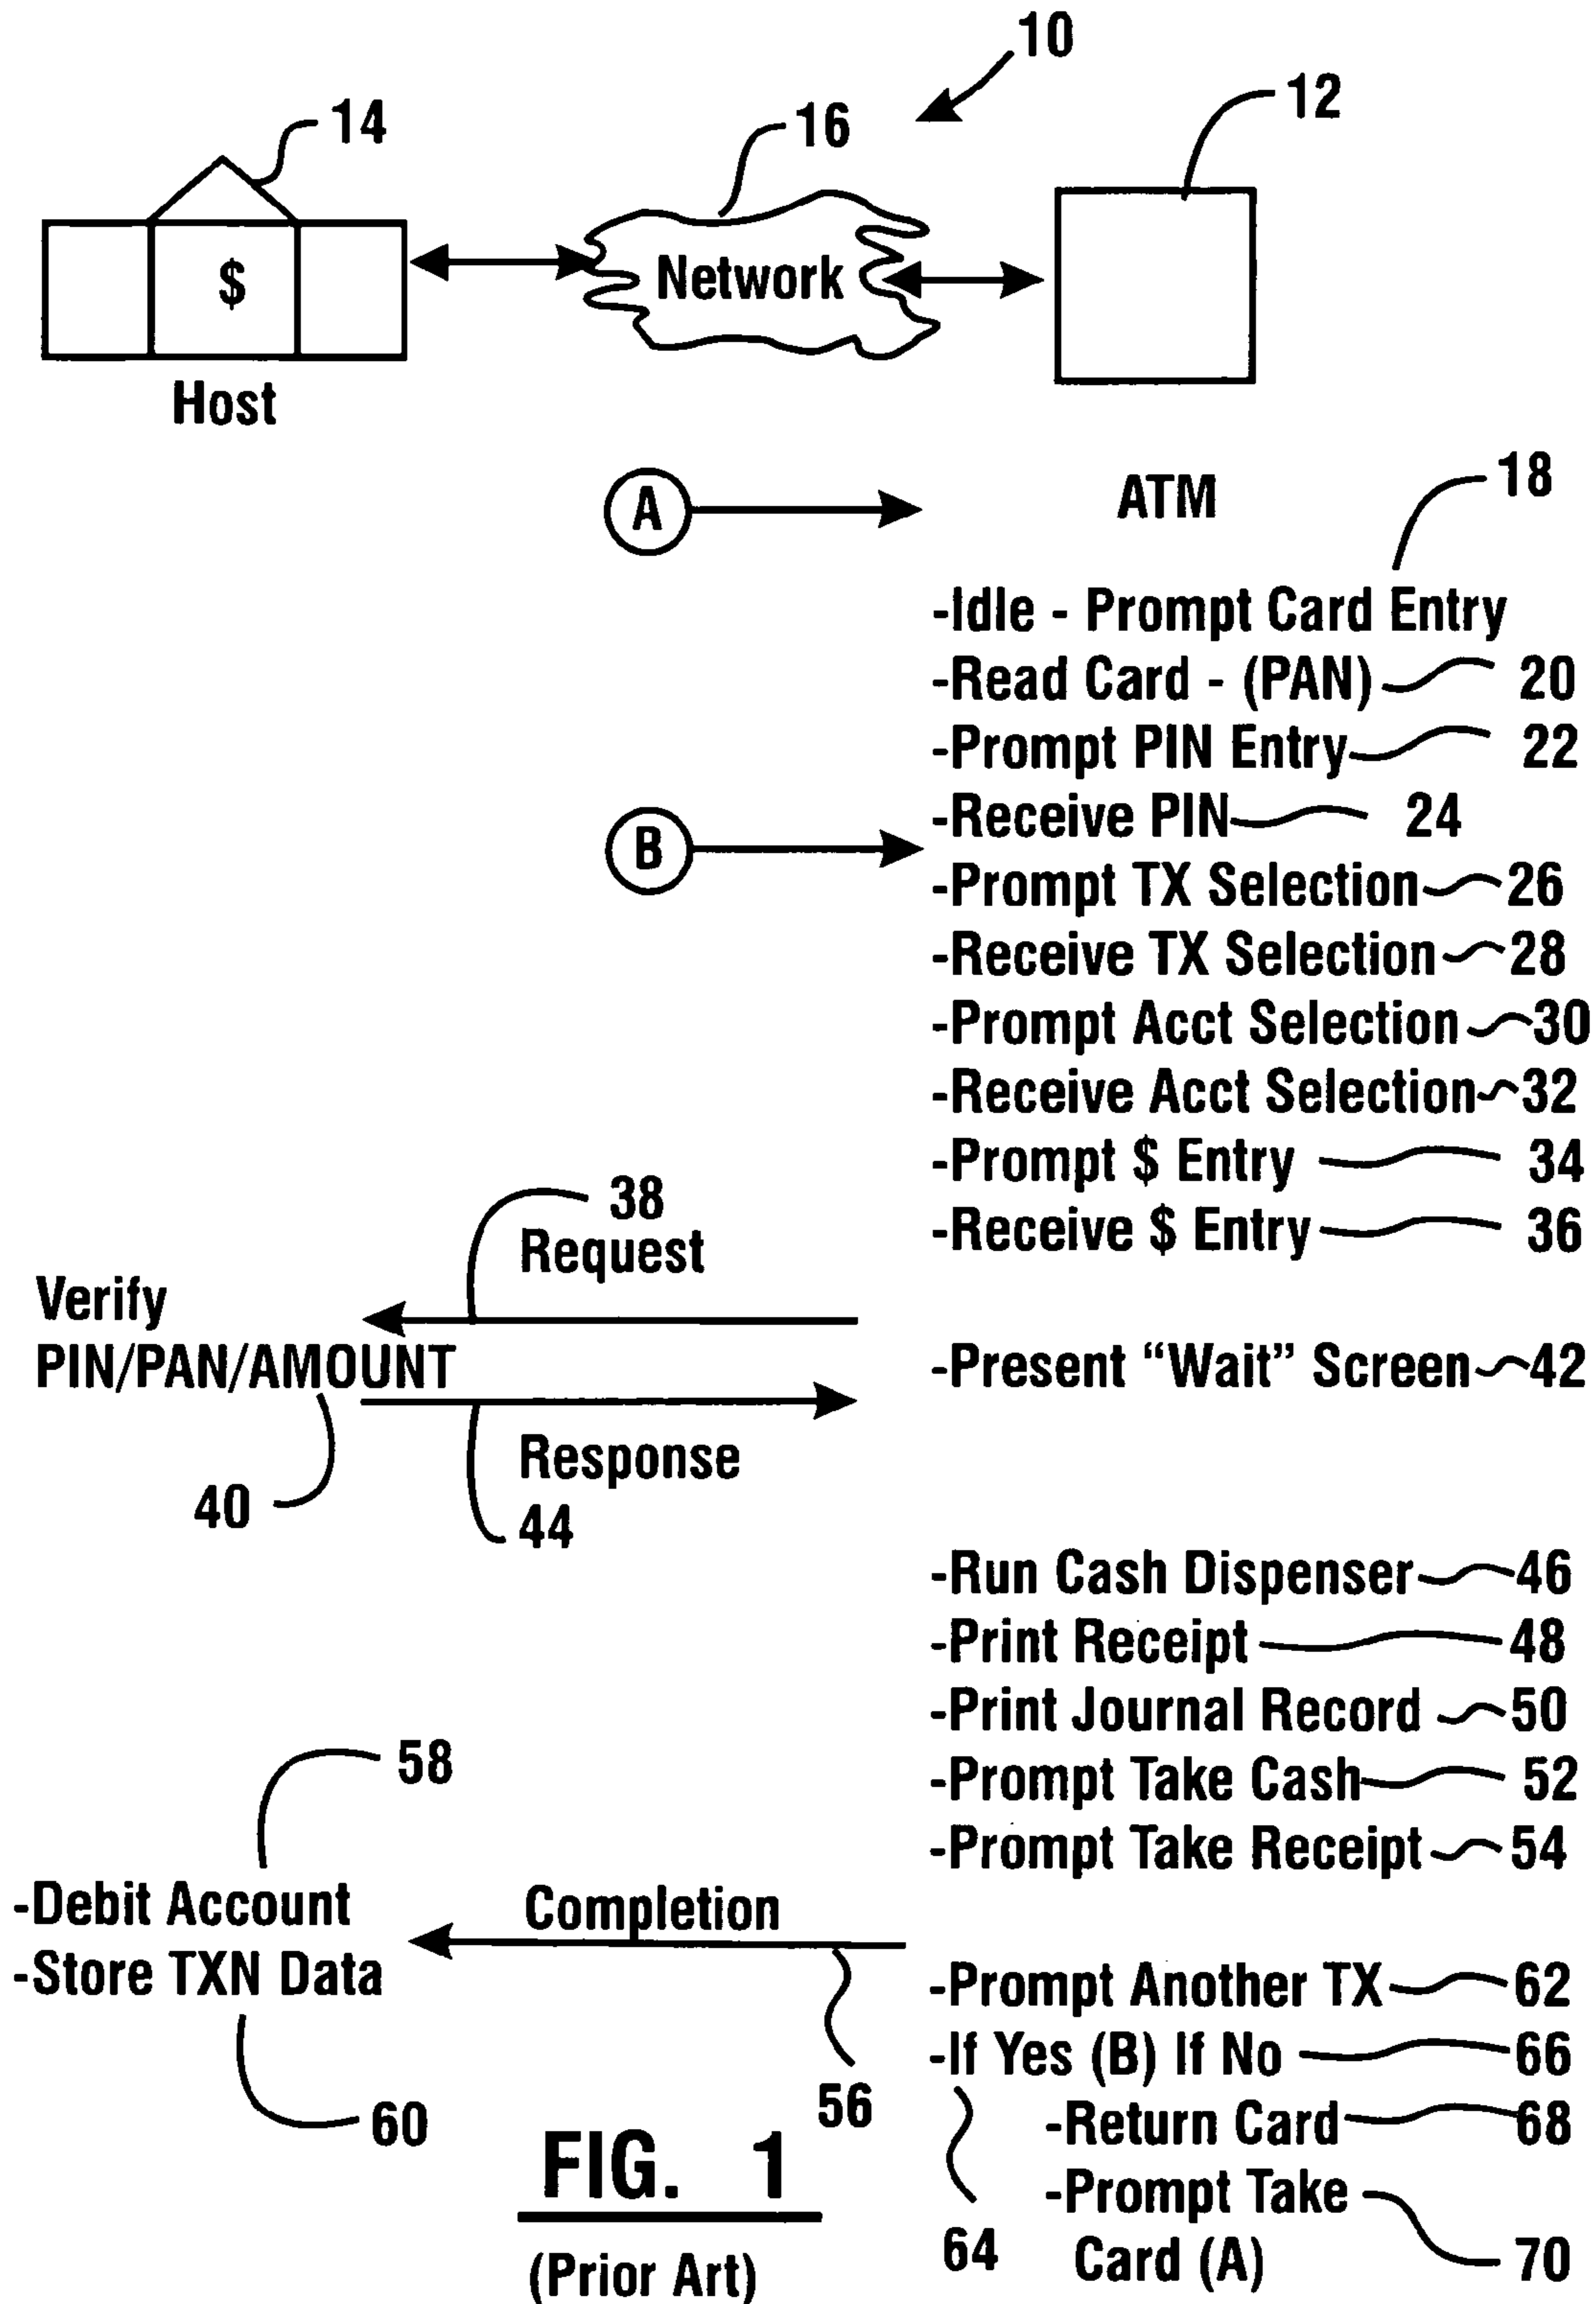 10
12
14
16
$
Network
Host
A
ATM
18
-Idle - Prompt Card Entry
-Read Card - (PAN) 20
-Prompt PIN Entry 22
-Receive PIN 24
B
-Prompt TX Selection 26
-Receive TX Selection 28
-Prompt Acct Selection 30
-Receive Acct Selection 32
-Prompt $ Entry 34
-Receive $ Entry 36
38
Request
Verify
PIN/PAN/AMOUNT
-Present “Wait” Screen 42
Response
40
44
-Run Cash Dispenser 46
-Print Receipt 48
-Print Journal Record 50
-Prompt Take Cash 52
-Prompt Take Receipt 54
58
-Debit Account
-Store TXN Data
Completion
56
60
-Prompt Another TX 62
-If Yes (B) If No 66
-Return Card 68
-Prompt Take
Card (A) 70
64
FIG. 1
(Prior Art)